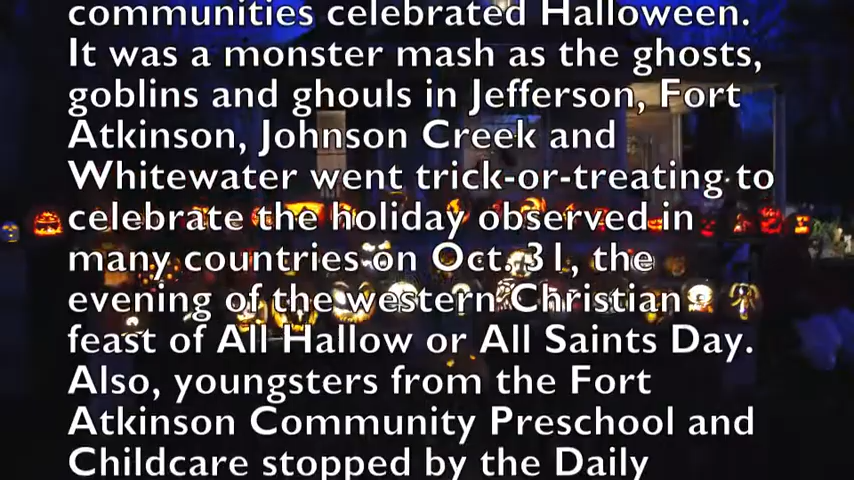 communities celebrated Halloween.
It was a monster mash as the ghosts,
goblins and ghouls in Jefferson, Fort
Atkinson, Johnson Creek and
Whitewater went trick-or-treating to
celebrate the holiday observed in
many countries on Oct. 31, the
evening of the western Christian
feast of All Hallow or All Saints Day.
Also, youngsters from the Fort
Atkinson Community Preschool and
Childcare stopped by the Daily